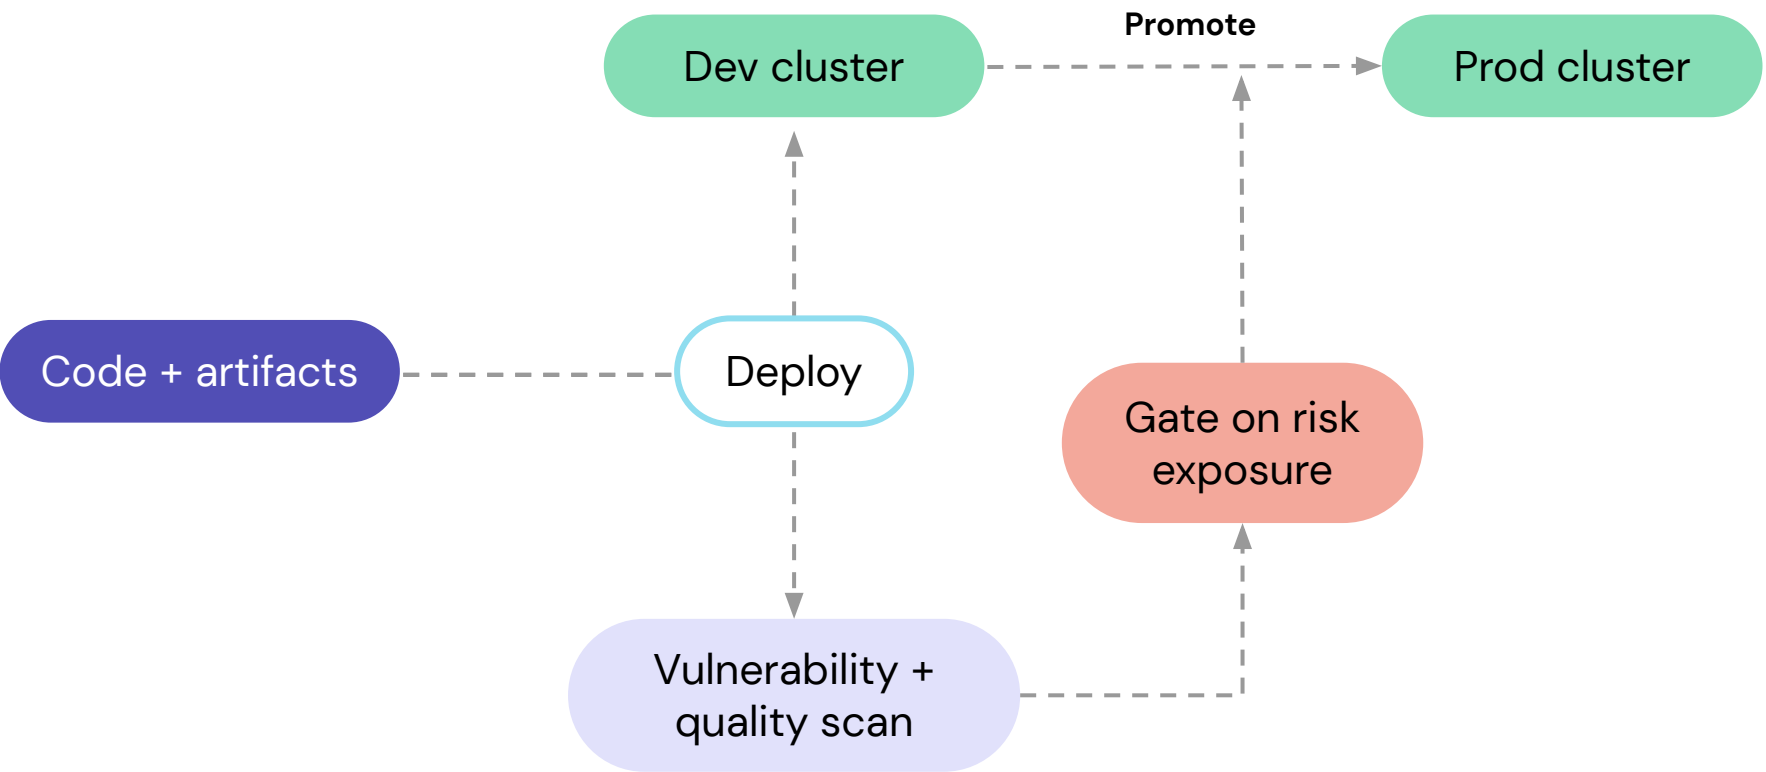 Promote
Dev cluster
Prod cluster
Code + artifacts
Deploy
Gate on risk
exposure
Vulnerability +
quality scan